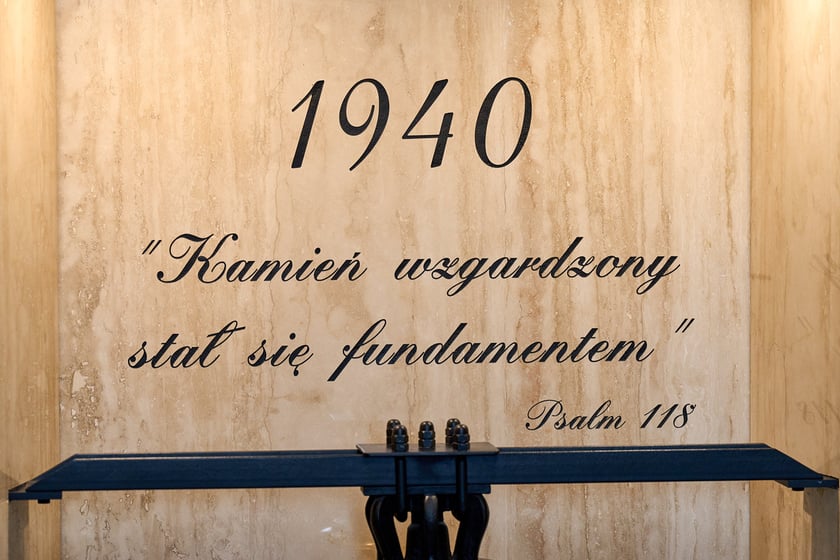 1940
"Kamień wzgardzony
stał się fundamentem"
Psalm 118